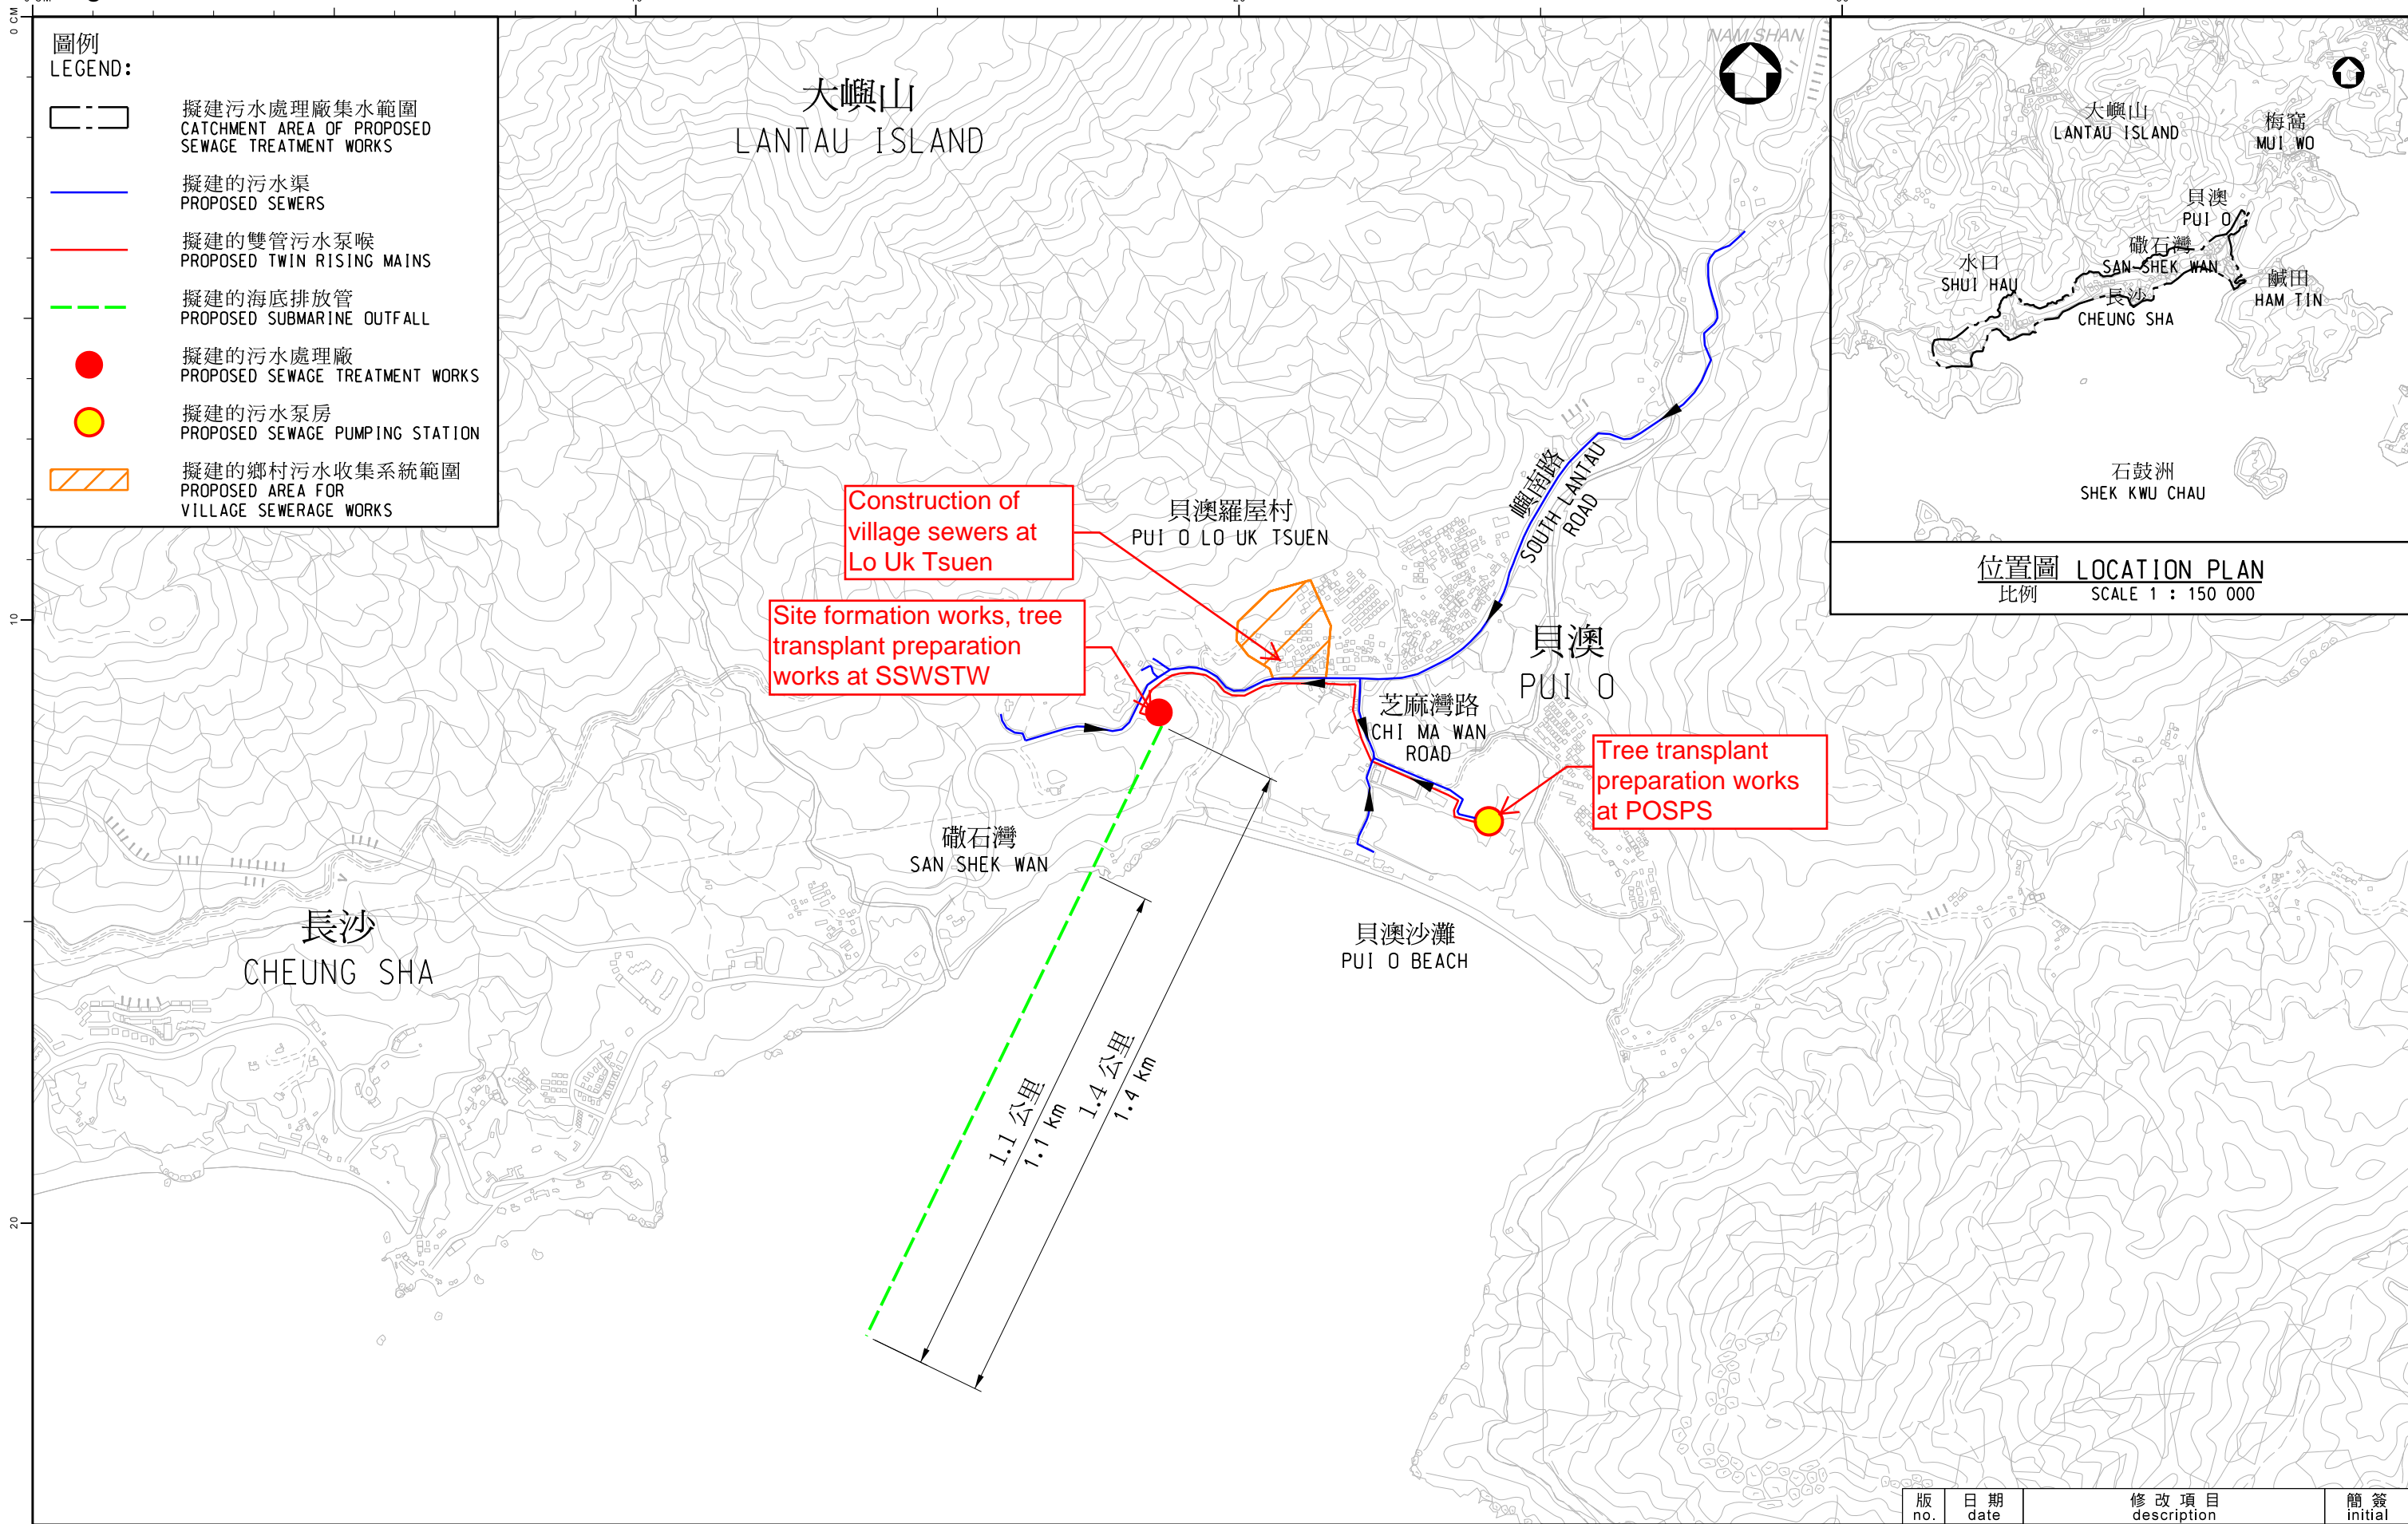 0 CM
10
20
圖例
LEGEND:
擬建污水處理廠集水範圍
CATCHMENT AREA OF PROPOSED
SEWAGE TREATMENT WORKS
擬建的污水渠
PROPOSED SEWERS
擬建的雙管污水泵喉
PROPOSED TWIN RISING MAINS
擬建的海底排放管
PROPOSED SUBMARINE OUTFALL
擬建的污水處理廠
PROPOSED SEWAGE TREATMENT WORKS
擬建的污水泵房
PROPOSED SEWAGE PUMPING STATION
擬建的鄉村污水收集系統範圍
PROPOSED AREA FOR
VILLAGE SEWERAGE WORKS
大嶼山
LANTAU ISLAND
NAM SHAN
大嶼山
LANTAU ISLAND
梅窩
MUI WO
貝澳
PUI O
磡石灣
SAN SHEK WAN
水口
SHUI HAU
鹹田
HAM TIN
長沙
CHEUNG SHA
石鼓洲
SHEK KWU CHAU
位置圖 LOCATION PLAN
比例 SCALE 1 : 150 000
嶼南路
SOUTH LANTAU
ROAD
Construction of
village sewers at
Lo Uk Tsuen
貝澳羅屋村
PUI O LO UK TSUEN
Site formation works, tree
transplant preparation
works at SSWSTW
貝澳
PUI O
芝麻灣路
CHI MA WAN
ROAD
Tree transplant
preparation works
at POSPS
磡石灣
SAN SHEK WAN
長沙
CHEUNG SHA
貝澳沙灘
PUI O BEACH
1.1 公里
1.1 km
1.4 公里
1.4 km
版 日期 修改項目 簡簽
no. date description initial